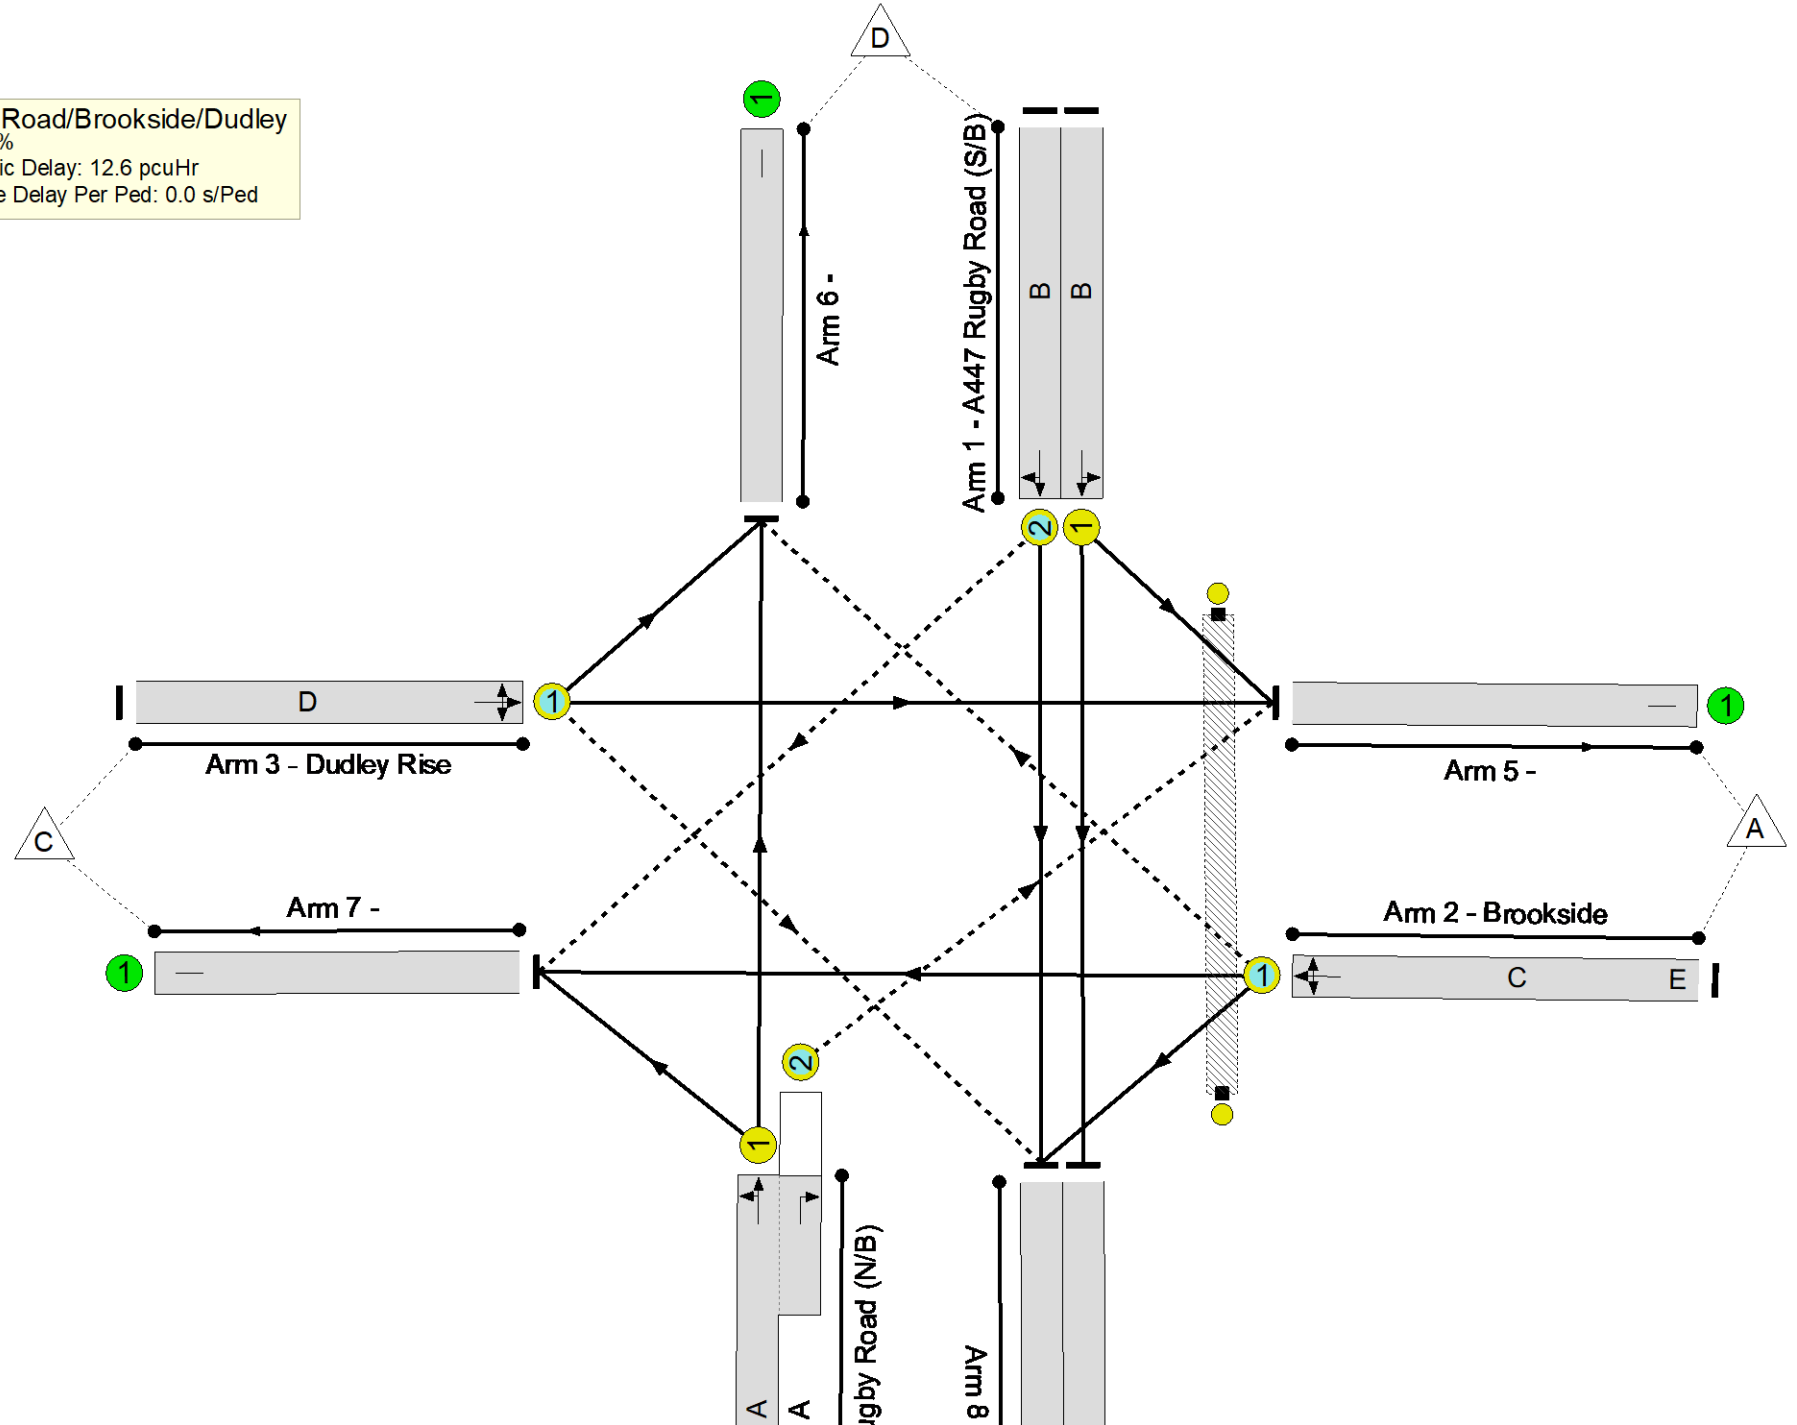 D
Road/Brookside/Dudley
%
ic Delay: 12.6 pcuHr
e Delay Per Ped: 0.0 s/Ped
1
Arm 6 -
Arm 1 - A447 Rugby Road (S/B)
B
B
2
1
D
1
Arm 3 - Dudley Rise
1
Arm 5 -
C
A
Arm 7 -
Arm 2 - Brookside
1
1
C
E
2
1
A
A
ugby Road (N/B)
Arm 8